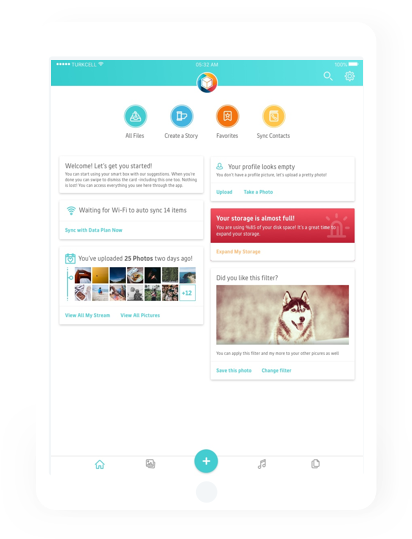 TURKCELL
09:32 AM
100%
All Files
Create a Story
Favorites
Sync Contacts
Welcome! Let's get you started!
You can start using your smart box with our suggestions. When you're
done you can swipe to dismiss the card including this one too. Nothing
is lost! You can access everything you see here through the app.
Waiting for Wi-Fi to auto sync 14 items
Sync with Data Plan Now
You've uploaded 25 Photos two days ago!
+12
View All My Stream
View All Pictures
Your profile looks empty
You don't have a profile picture, let's upload a pretty photo!
Upload
Take a Photo
Your storage is almost full!
You are using %85 of your disk space! It's a great time to
expand your storage.
Expand My Storage
Did you like this filter?
You can apply this filter and my more to your other picures as well
Save this photo
Change filter